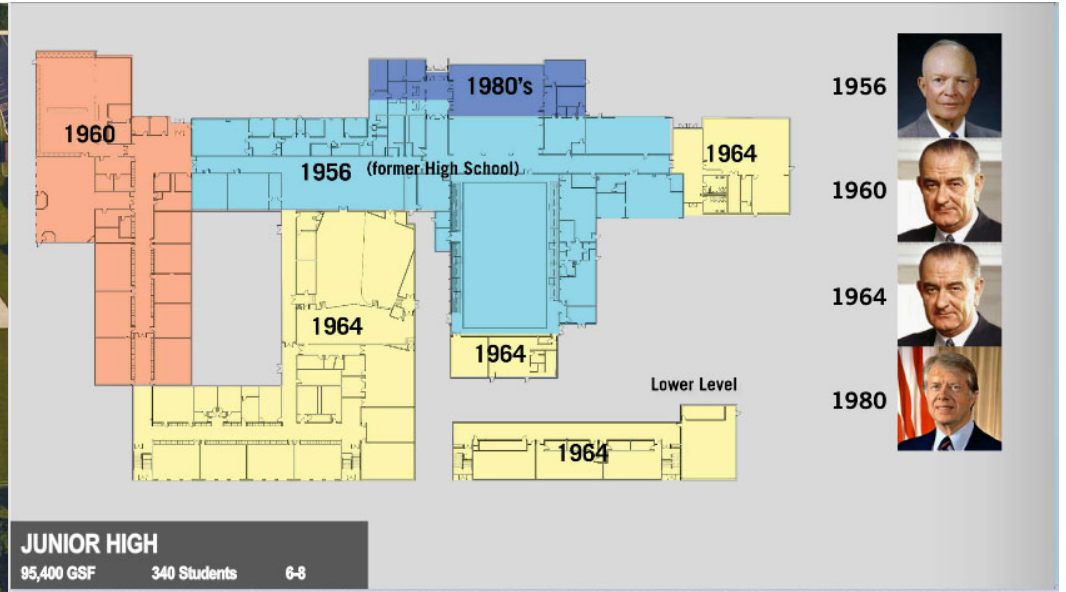 1980's
1960
1956 (former High School)
1964
1964
1964
Lower Level
1964
1956
1960
1964
1980
JUNIOR HIGH
95,400 GSF 340 Students 6-8